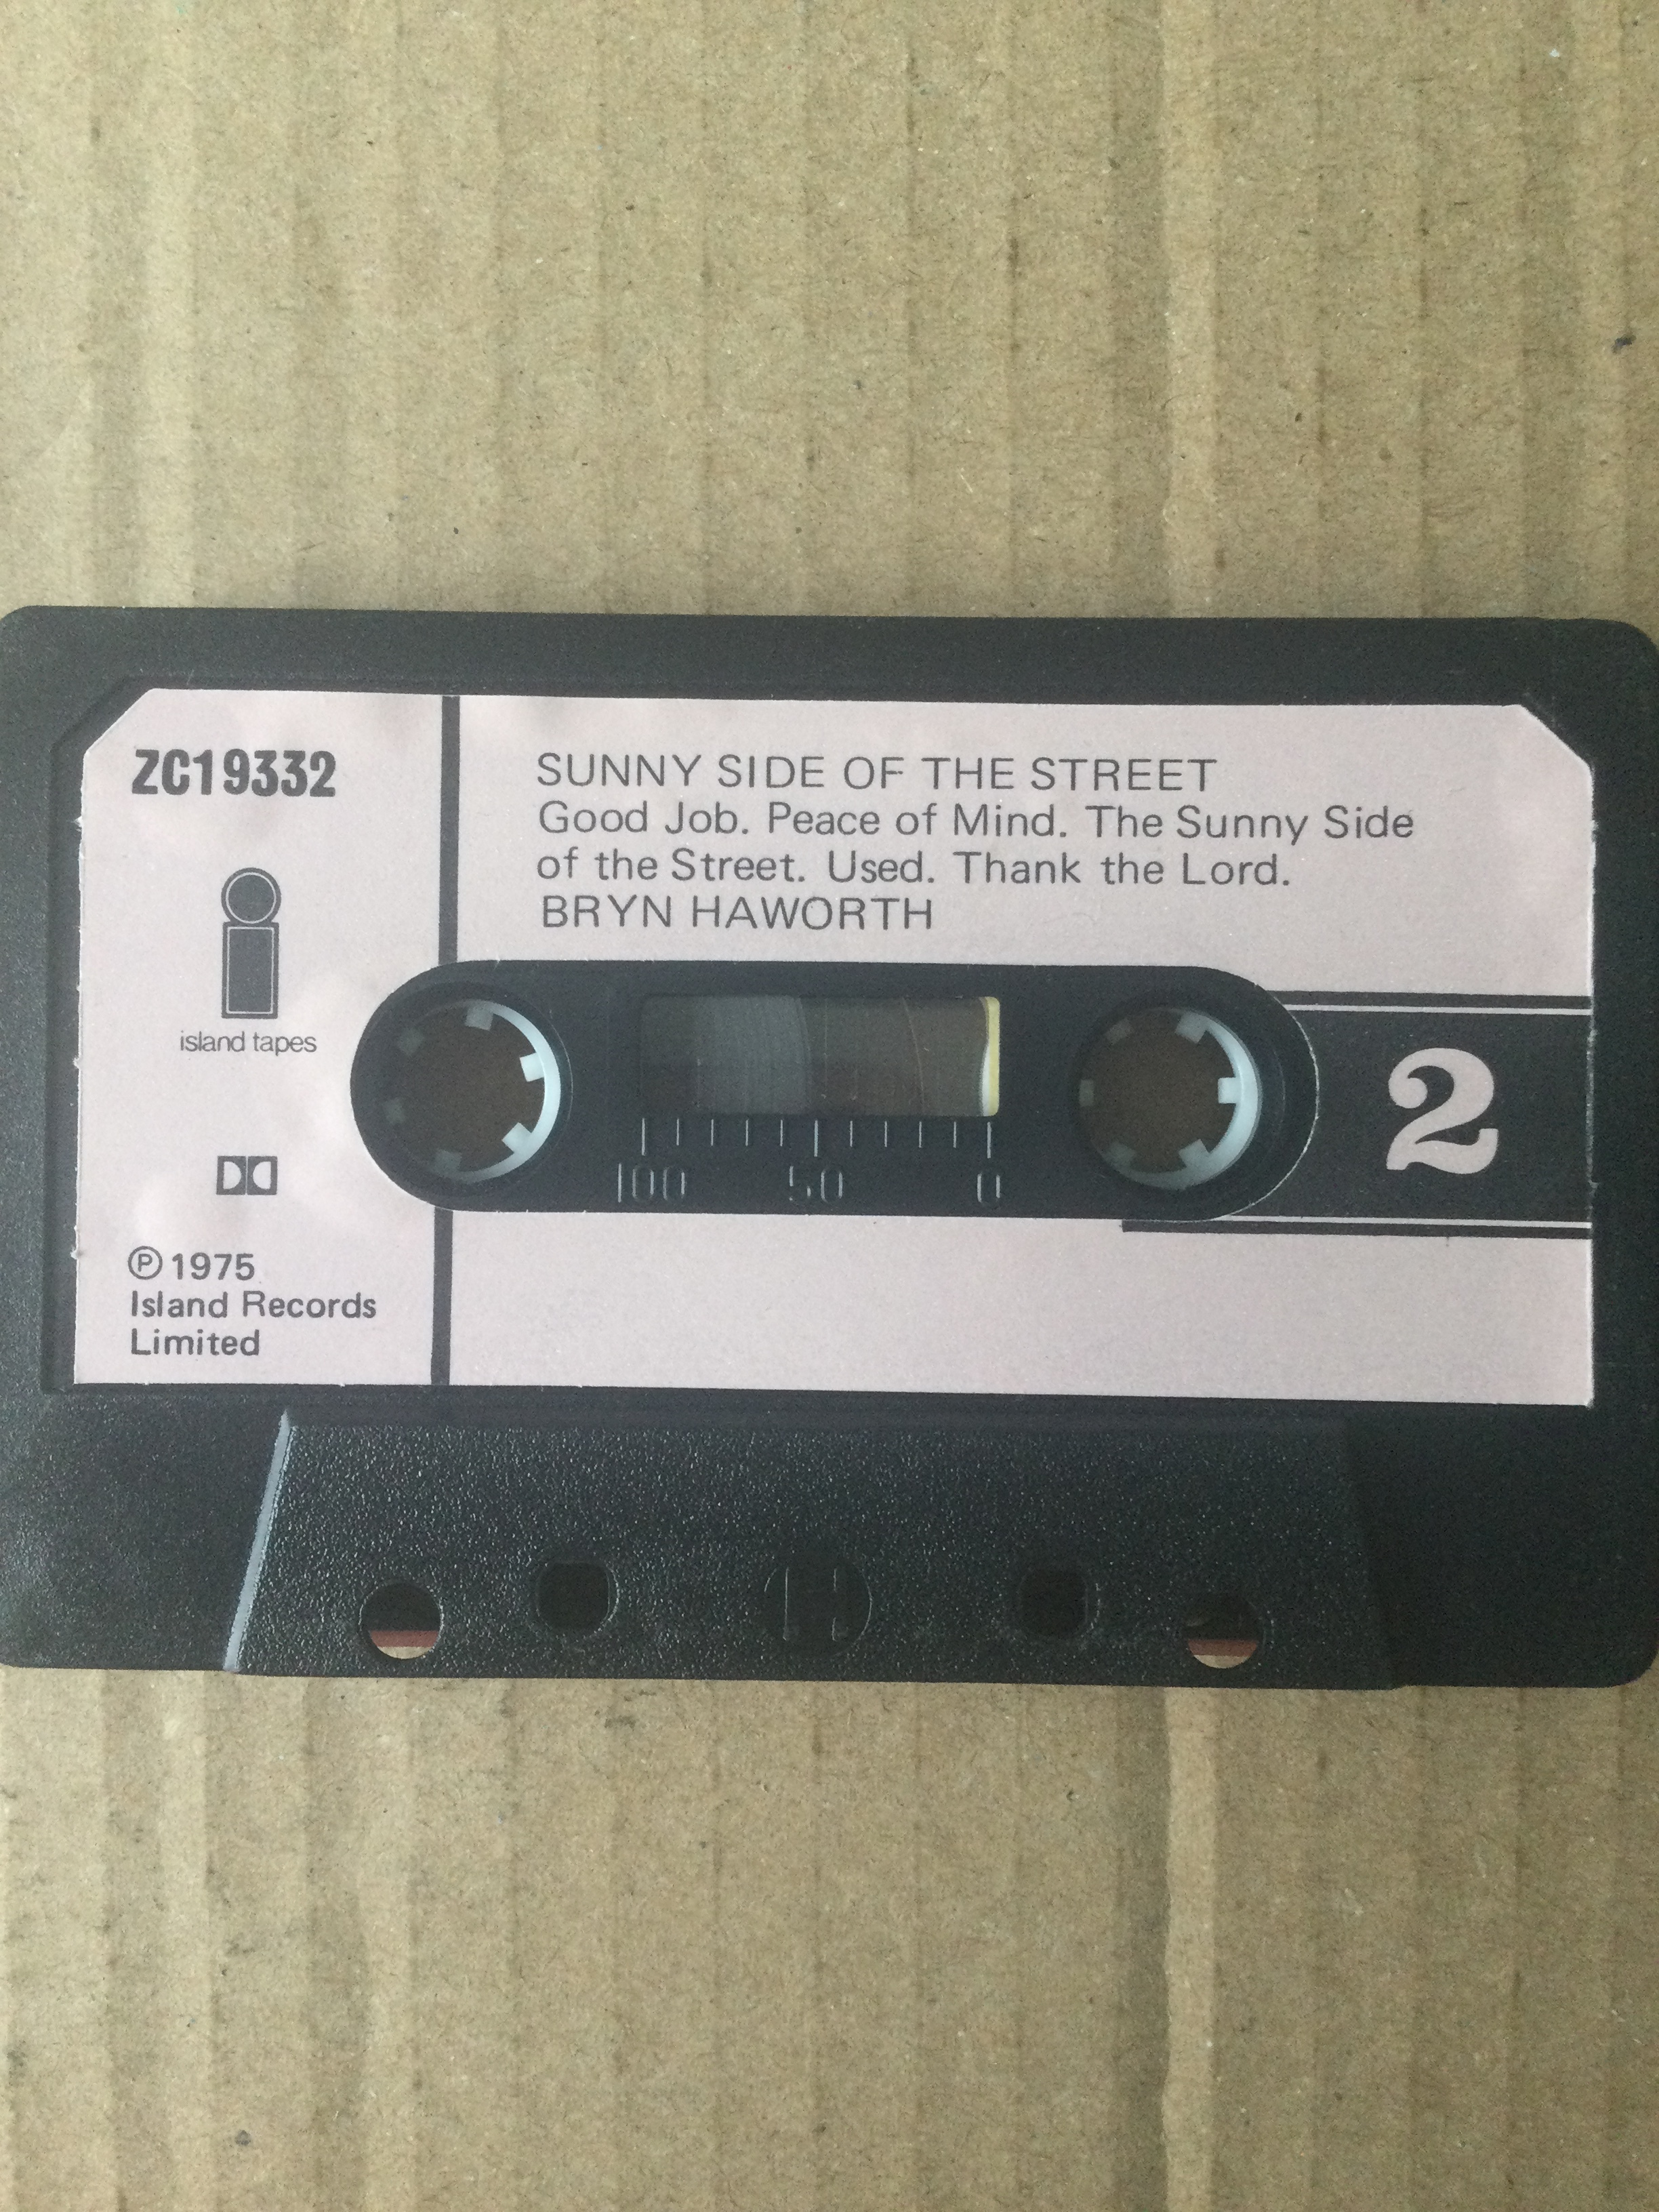 ZC19332
SUNNY SIDE OF THE STREET
Good Job. Peace of Mind. The Sunny Side
of the Street. Used. Thank the Lord.
BRYN HAWORTH
island tapes
2
100 50 0
Ⓟ 1975
Island Records
Limited